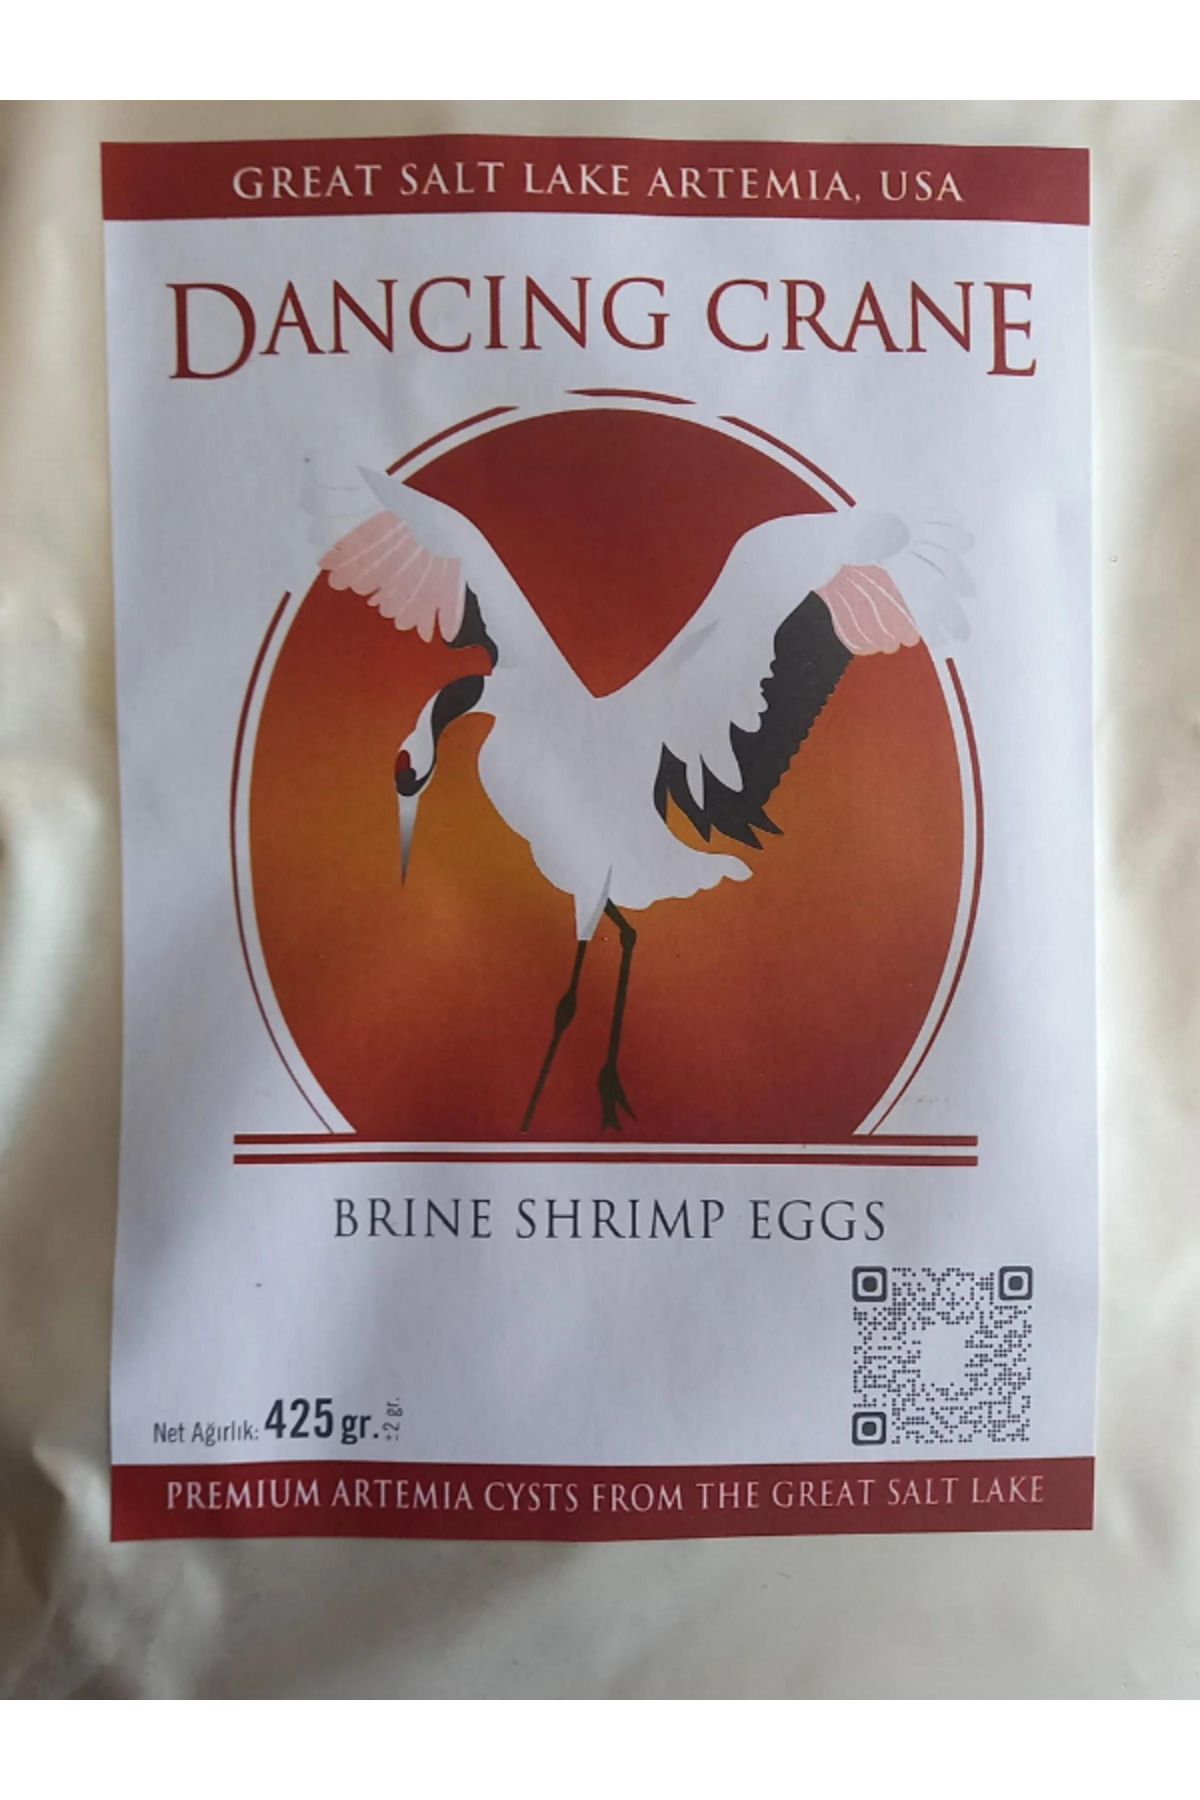 GREAT SALT LAKE ARTEMIA, USA
DANCING CRANE
BRINE SHRIMP EGGS
Net Ağırlık: 425 gr. ±2 gr.
PREMIUM ARTEMIA CYSTS FROM THE GREAT SALT LAKE